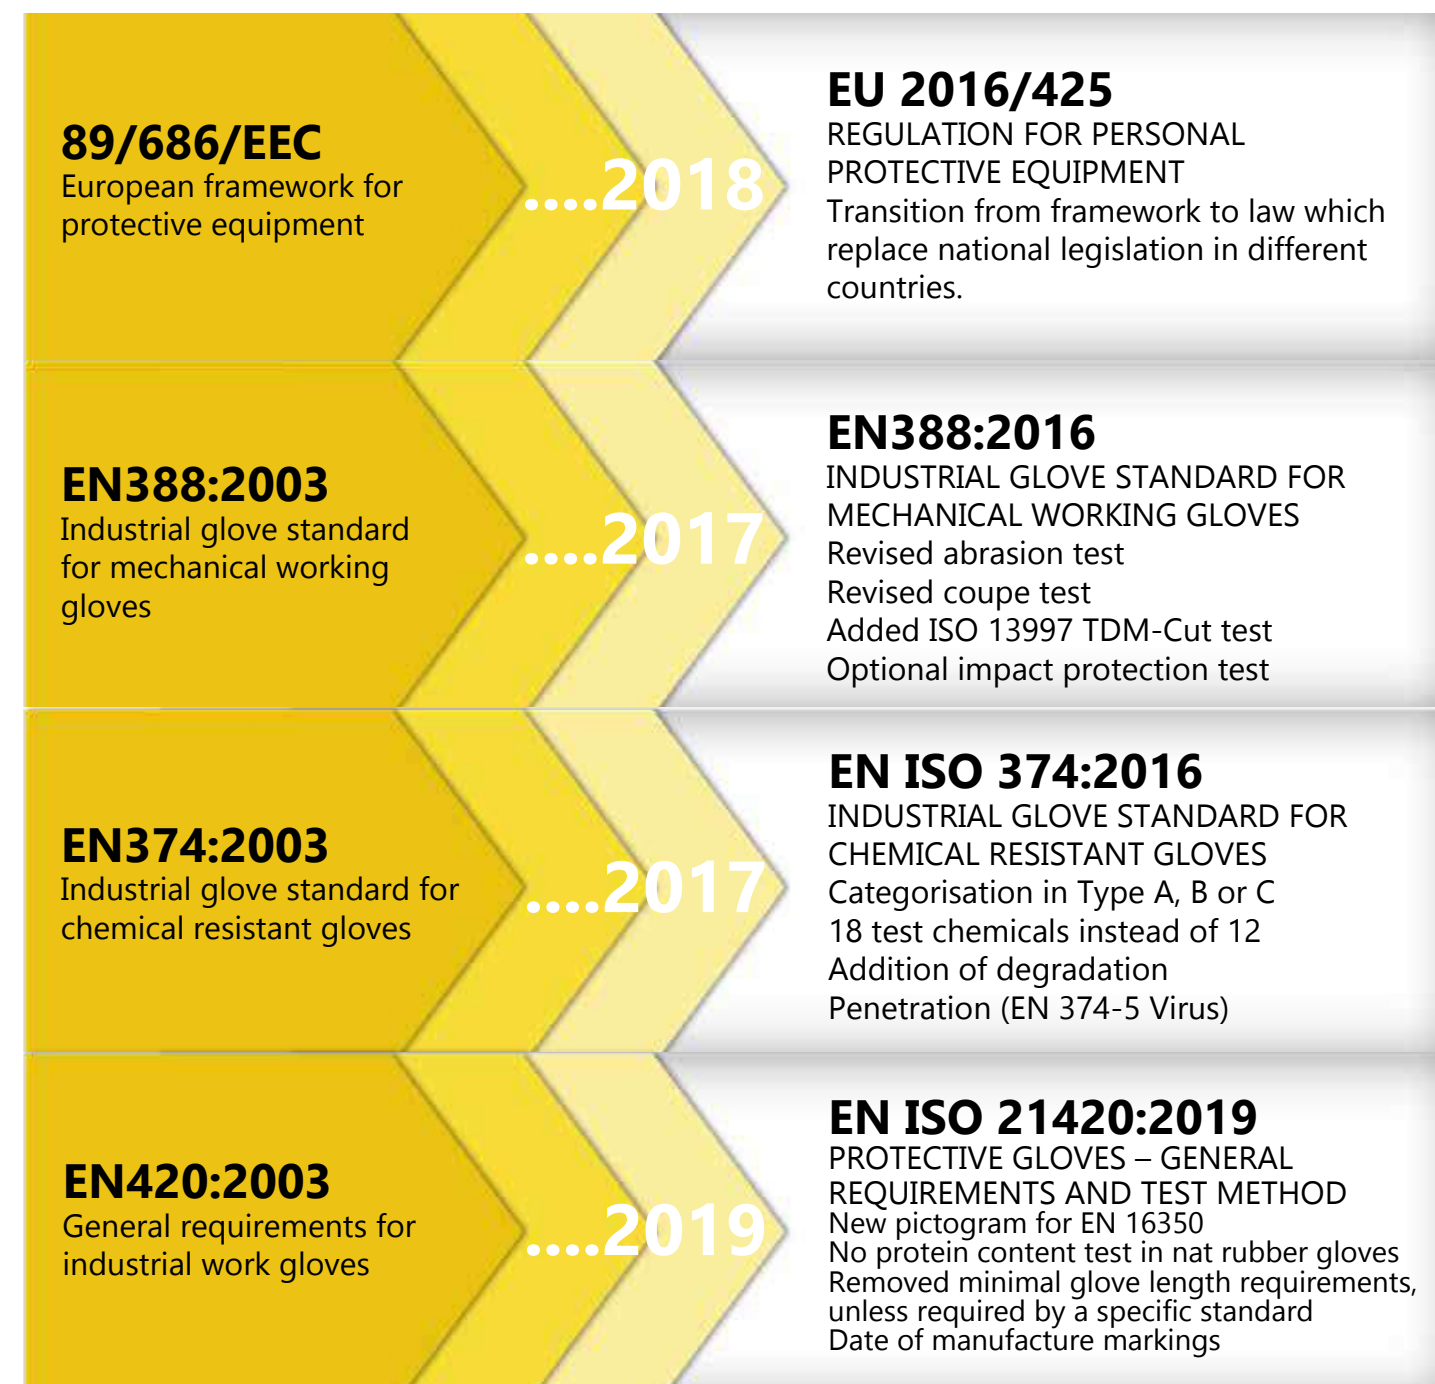 89/686/EEC
European framework for
protective equipment
....2018
EU 2016/425
REGULATION FOR PERSONAL
PROTECTIVE EQUIPMENT
Transition from framework to law which
replace national legislation in different
countries.
EN388:2003
Industrial glove standard
for mechanical working
gloves
....2017
EN388:2016
INDUSTRIAL GLOVE STANDARD FOR
MECHANICAL WORKING GLOVES
Revised abrasion test
Revised coupe test
Added ISO 13997 TDM-Cut test
Optional impact protection test
EN374:2003
Industrial glove standard for
chemical resistant gloves
....2017
EN ISO 374:2016
INDUSTRIAL GLOVE STANDARD FOR
CHEMICAL RESISTANT GLOVES
Categorisation in Type A, B or C
18 test chemicals instead of 12
Addition of degradation
Penetration (EN 374-5 Virus)
EN420:2003
General requirements for
industrial work gloves
....2019
EN ISO 21420:2019
PROTECTIVE GLOVES – GENERAL
REQUIREMENTS AND TEST METHOD
New pictogram for EN 16350
No protein content test in nat rubber gloves
Removed minimal glove length requirements,
unless required by a specific standard
Date of manufacture markings